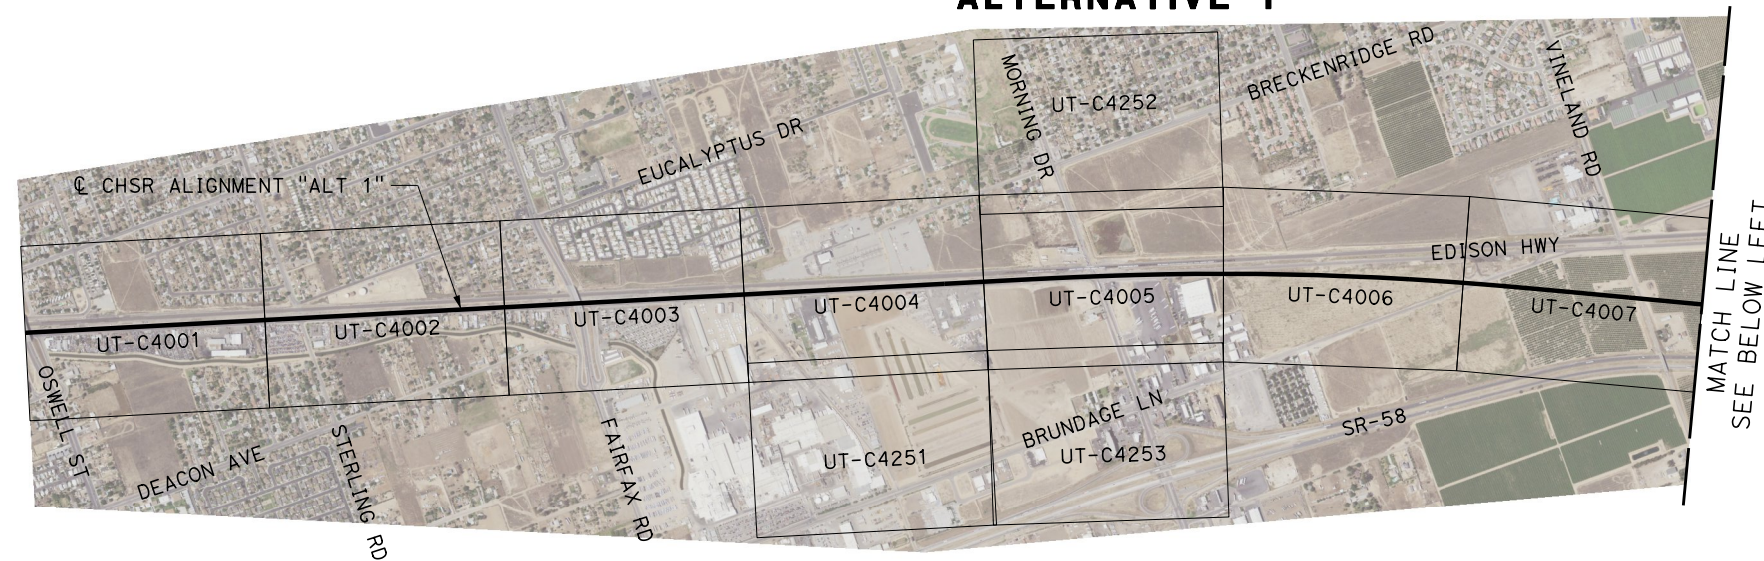 ALTERNATIVE 1
MORNING DR
UT-C4252
BRECKENRIDGE RD
VINELAND RD
EUCALYPTUS DR
℄ CHSR ALIGNMENT "ALT 1"
EDISON HWY
UT-C4001
UT-C4002
UT-C4003
UT-C4004
UT-C4005
UT-C4006
UT-C4007
MATCH LINE
SEE BELOW LEFT
OSWELL ST
DEACON AVE
STERLING RD
FAIRFAX RD
UT-C4251
BRUNDAGE LN
UT-C4253
SR-58